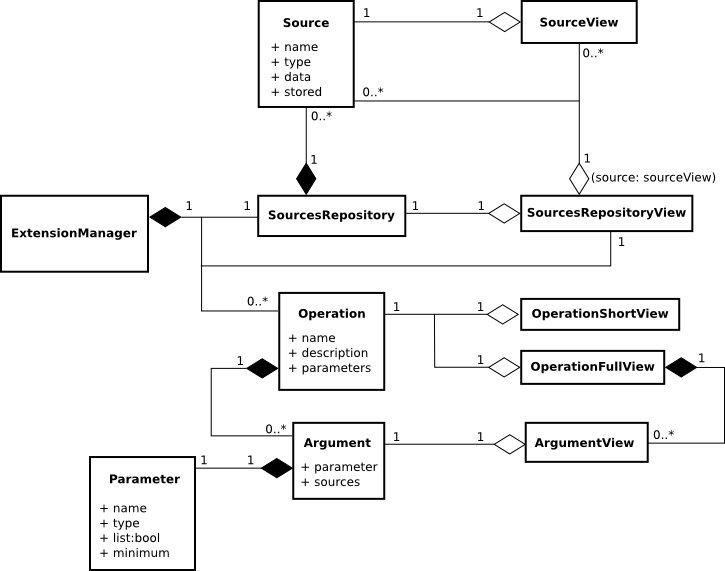 Source
+ name
+ type
+ data
+ stored
1
1
SourceView
0..*
0..*
0..*
1
1
(source: sourceView)
ExtensionManager
1
1
SourcesRepository
1
1
SourcesRepositoryView
1
0..*
Operation
+ name
+ description
+ parameters
1
1
OperationShortView
1
OperationFullView
1
1
0..*
Argument
+ parameter
+ sources
1
1
ArgumentView
0..*
Parameter
+ name
+ type
+ list:bool
+ minimum
1
1